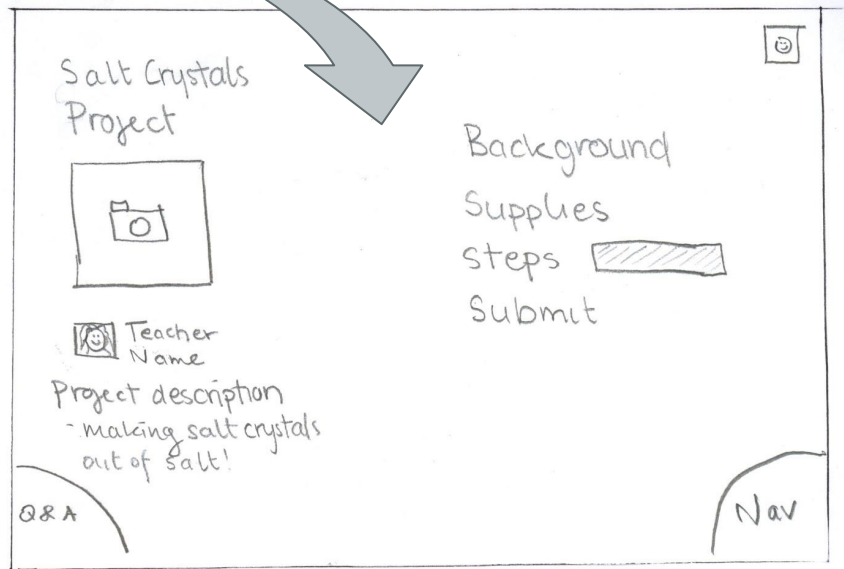 Salt Crystals
Project
Teacher
Name
Project description
- making salt crystals
out of salt!
Q & A
Background
Supplies
Steps
Submit
Nav